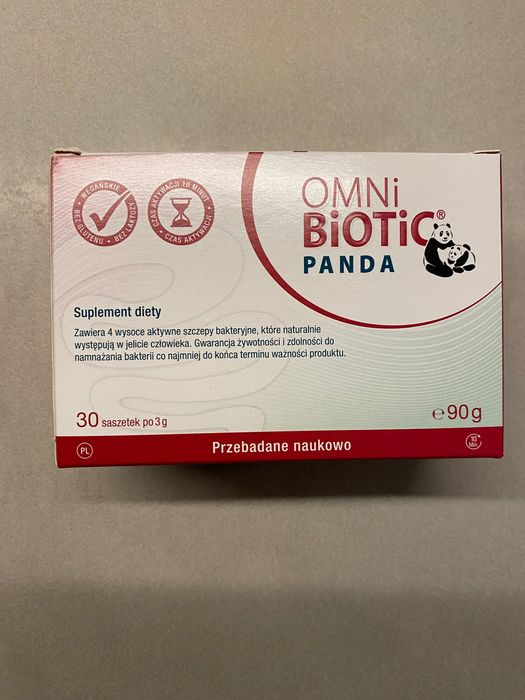 WEGAŃSKIE • BEZ LAKTOZY • BEZ GLUTENU •
CZAS AKTYWACJI 10 MINUT • CZAS AKTYWACJI •
OMNi
BiOTiC®
PANDA
Suplement diety
Zawiera 4 wysoce aktywne szczepy bakteryjne, które naturalnie
występują w jelicie człowieka. Gwarancja żywotności i zdolności do
namnażania bakterii co najmniej do końca terminu ważności produktu.
30 saszetek po 3 g
℮ 90 g
PL
Przebadane naukowo
10
Min.